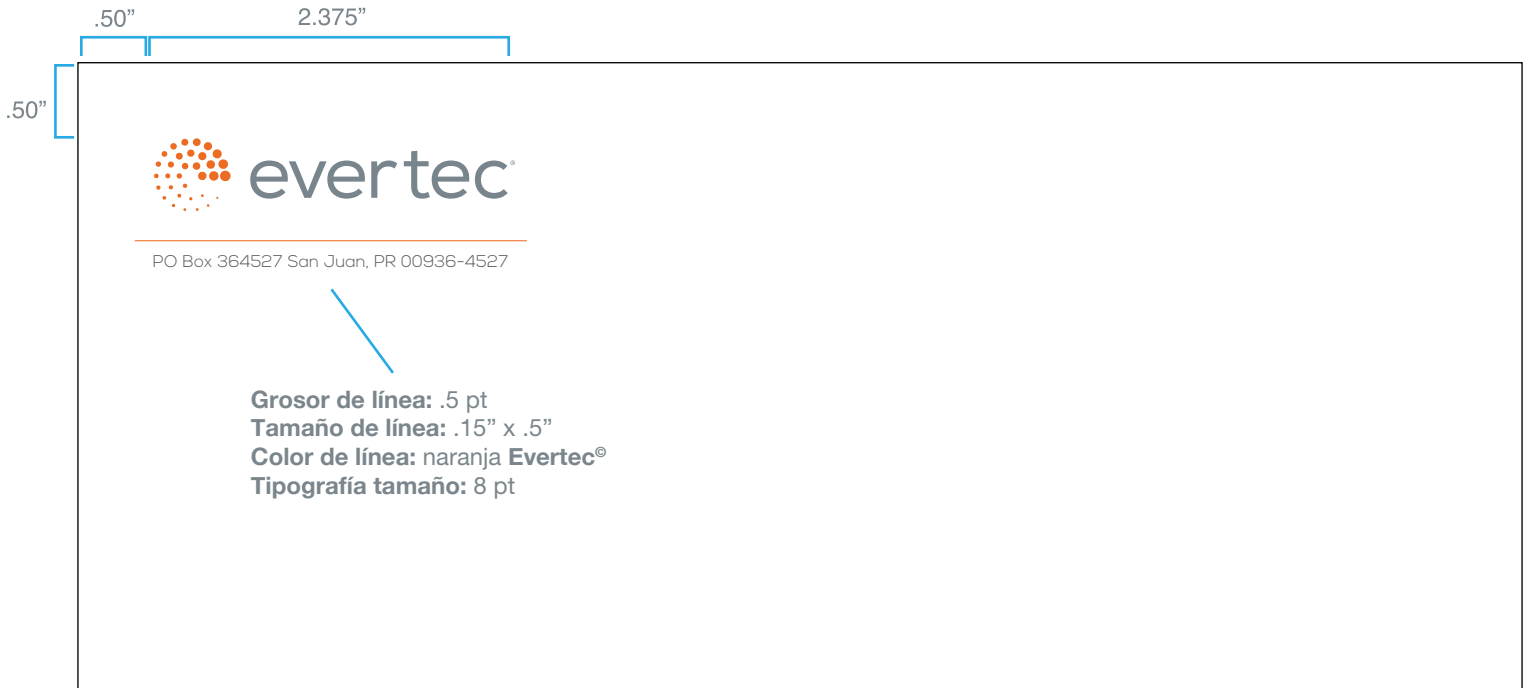 .50” 2.375”
.50”
evertec®
PO Box 364527 San Juan, PR 00936-4527
Grosor de línea: .5 pt
Tamaño de línea: .15” x .5”
Color de línea: naranja Evertec©
Tipografía tamaño: 8 pt